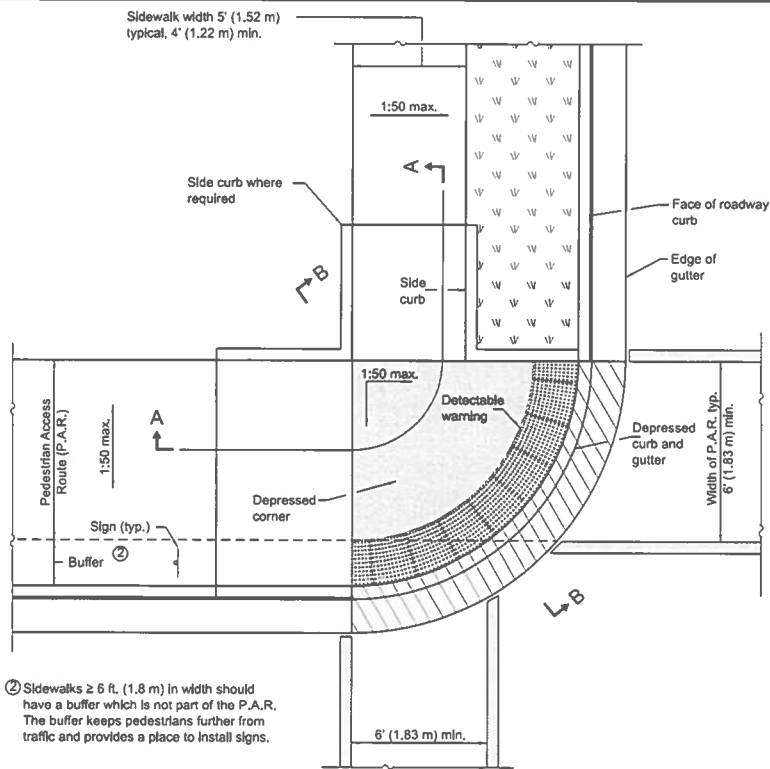 Sidewalk width 5' (1.52 m)
typical, 4' (1.22 m) min.
1:50 max.
A
Side curb where
required
Face of roadway
curb
B
Edge of
gutter
Side
curb
1:50 max.
Detectable
warning
Pedestrian Access
Route (P.A.R.)
1:50 max.
A
Depressed
curb and
gutter
Width of P.A.R. typ.
6' (1.83 m) min.
Depressed
corner
Sign (typ.)
Buffer
②
B
② Sidewalks ≥ 6 ft. (1.8 m) in width should
have a buffer which is not part of the P.A.R.
The buffer keeps pedestrians further from
traffic and provides a place to install signs.
6' (1.83 m) min.